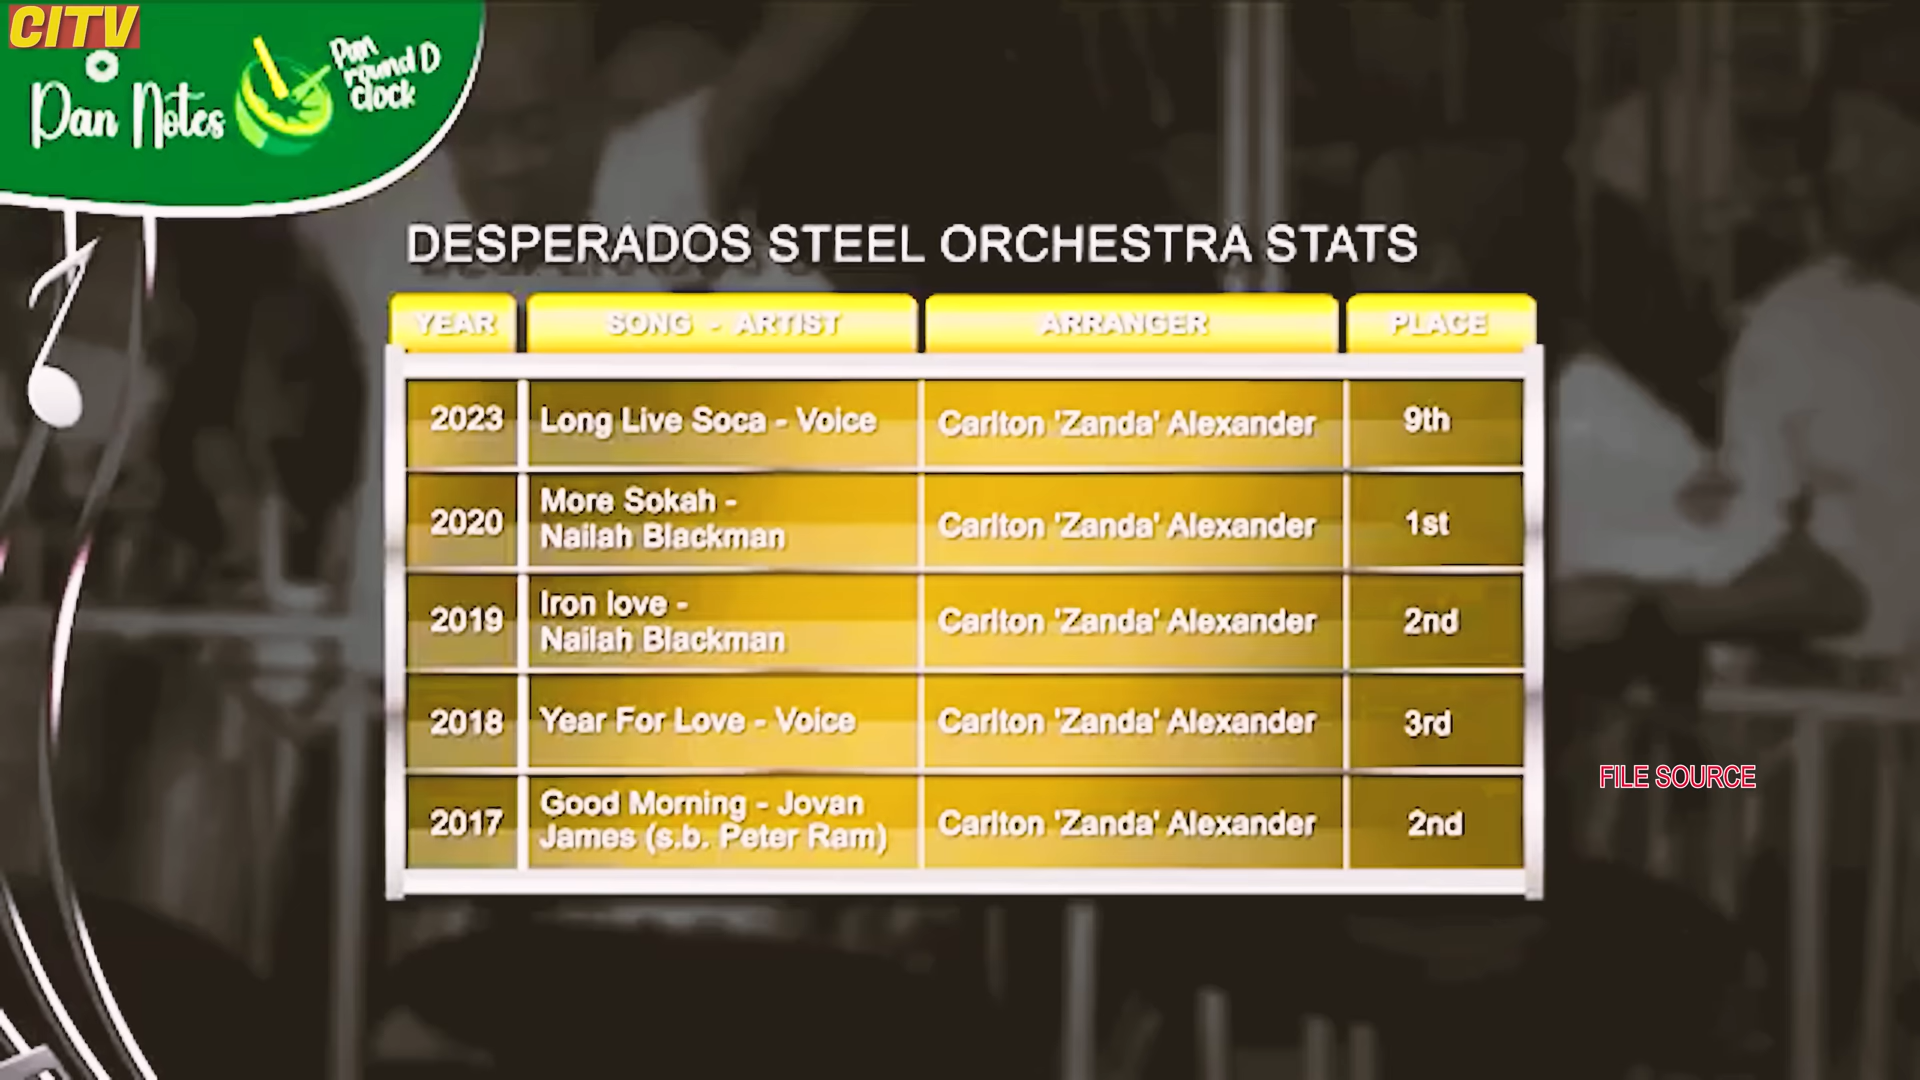 CITV
Pan Notes
Pan
round D
clock
DESPERADOS STEEL ORCHESTRA STATS
YEAR SONG - ARTIST ARRANGER PLACE
2023 Long Live Soca - Voice Carlton 'Zanda' Alexander 9th
2020 More Sokah -
Nailah Blackman Carlton 'Zanda' Alexander 1st
2019 Iron love -
Nailah Blackman Carlton 'Zanda' Alexander 2nd
2018 Year For Love - Voice Carlton 'Zanda' Alexander 3rd
2017 Good Morning - Jovan
James (s.b. Peter Ram) Carlton 'Zanda' Alexander 2nd
FILE SOURCE